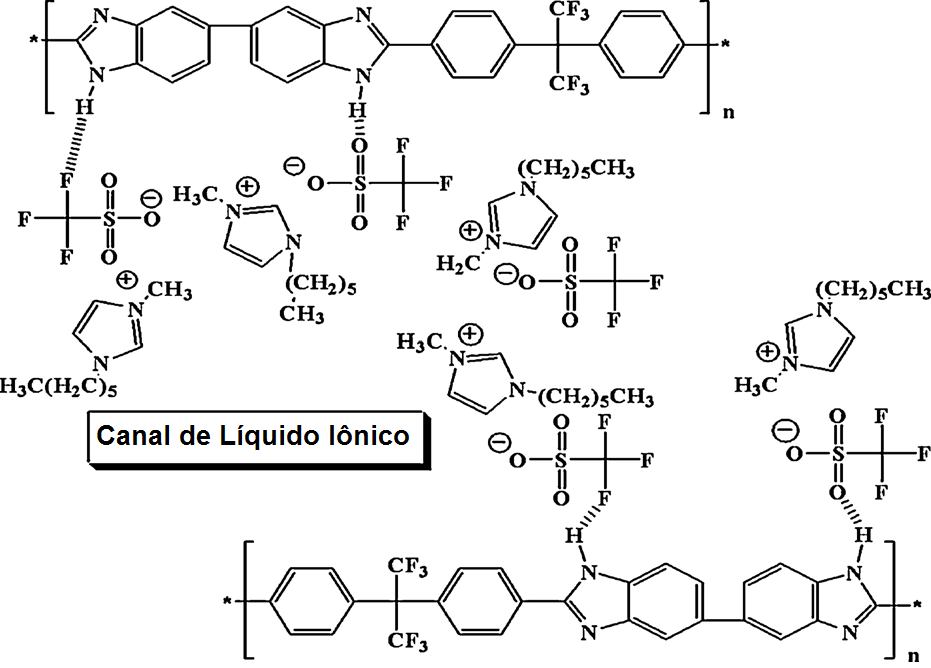 N N CF₃
* *
N N CF₃
H H n
F O F (CH₂)₅CH₃
F S O ⊖ H₃C N ⊕ ⊖ O S F N
F O O F N ⊕
N H₂C ⊖ O F
(CH₂)₅ O S F
⊕ CH₃ CH₃ O F (CH₂)₅CH₃
N H₃C N ⊕ N
N ⊕ N
H₃C(H₂C)₅ N (CH₂)₅CH₃ H₃C
Canal de Líquido Iônico
⊖ O F ⊖ O F
O S F O S F
O F O F
H H
CF₃ N N
* *
CF₃ N N
n